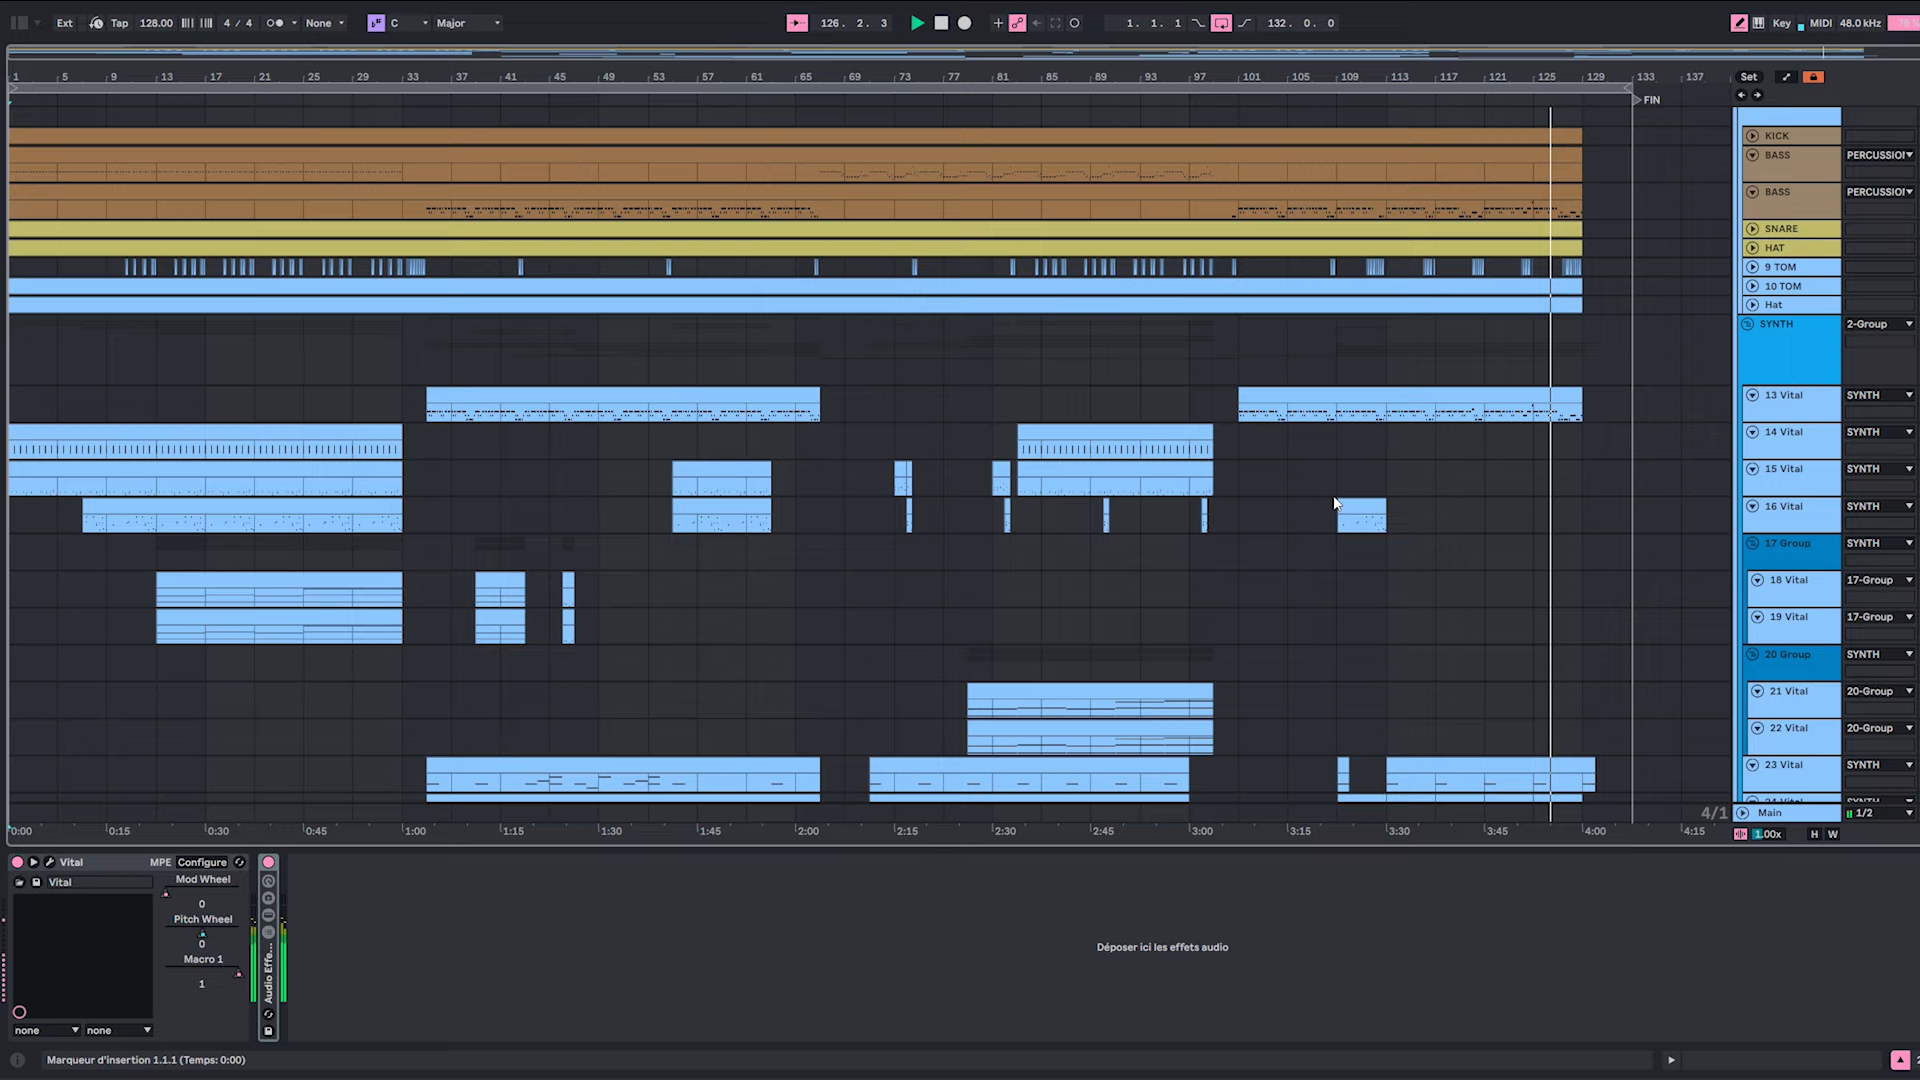 Ext Tap 128.00 4 / 4 None C Major 126. 2. 3 1. 1. 1 132. 0. 0 Key MIDI 48.0 kHz
1 5 9 13 17 21 25 29 33 37 41 45 49 53 57 61 65 69 73 77 81 85 89 93 97 101 105 109 113 117 121 125 129 133 137 Set
FIN
KICK
BASS PERCUSSIO
BASS PERCUSSIO
SNARE
HAT
9 TOM
10 TOM
Hat
SYNTH 2-Group
13 Vital SYNTH
14 Vital SYNTH
15 Vital SYNTH
16 Vital SYNTH
17 Group SYNTH
18 Vital 17-Group
19 Vital 17-Group
20 Group SYNTH
21 Vital 20-Group
22 Vital 20-Group
23 Vital SYNTH
4/1 Main 1/2
0:00 0:15 0:30 0:45 1:00 1:15 1:30 1:45 2:00 2:15 2:30 2:45 3:00 3:15 3:30 3:45 4:00 4:15 1.00x H W
Vital MPE Configure
Vital Mod Wheel
0
Pitch Wheel
0
Macro 1
1
Audio Effe...
none none
Déposer ici les effets audio
Marqueur d'insertion 1.1.1 (Temps: 0:00)